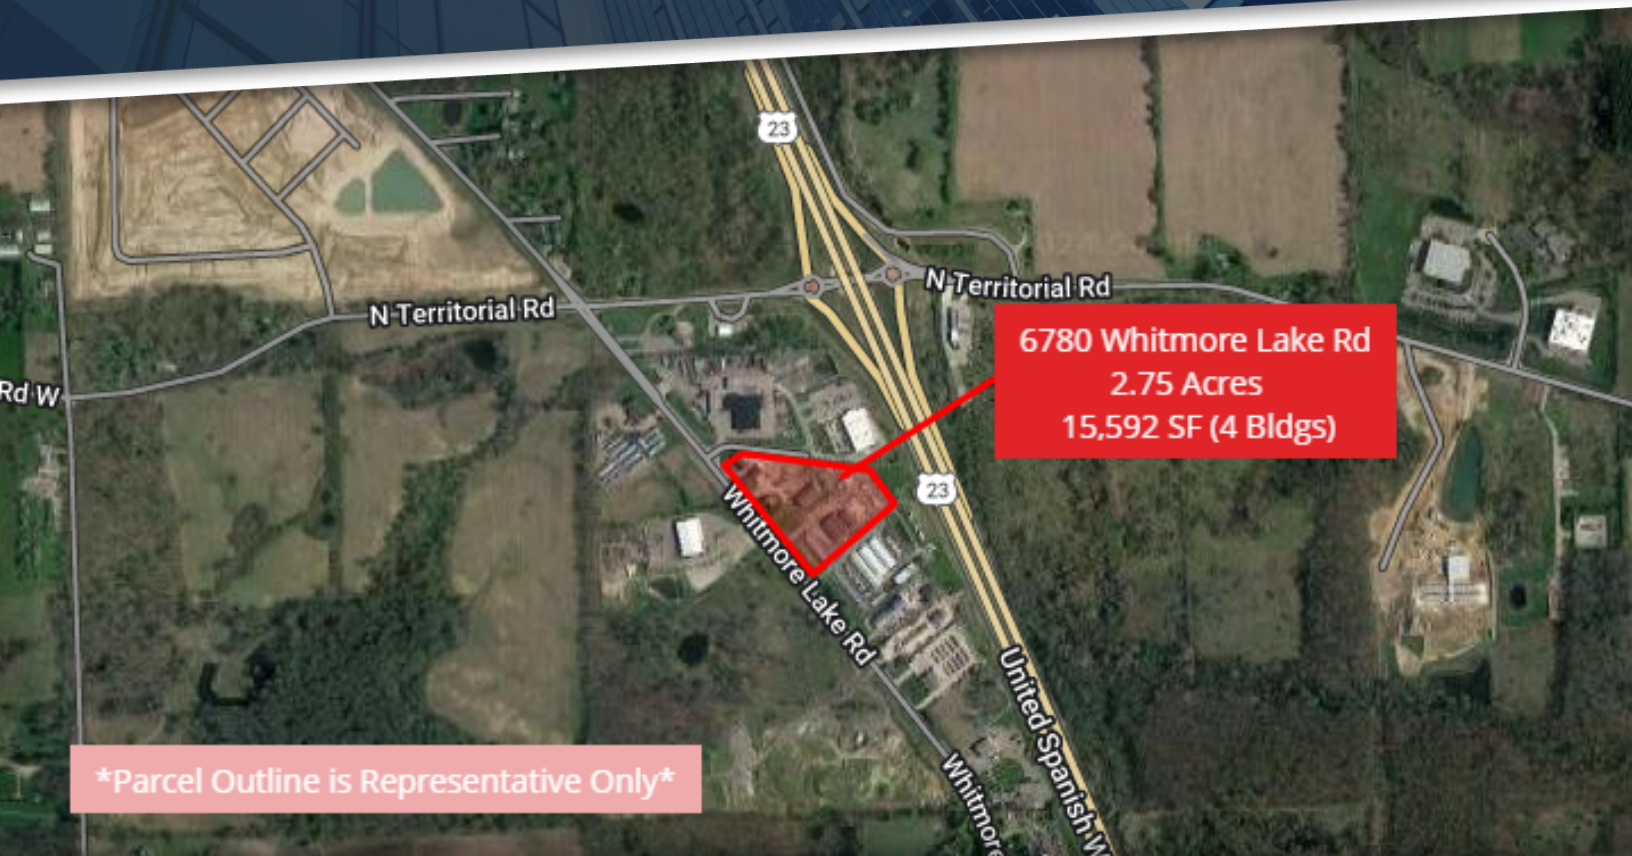 23
N Territorial Rd
N Territorial Rd
6780 Whitmore Lake Rd
2.75 Acres
15,592 SF (4 Bldgs)
Rd W
23
Whitmore Lake Rd
United Spanish W
Whitmore
*Parcel Outline is Representative Only*